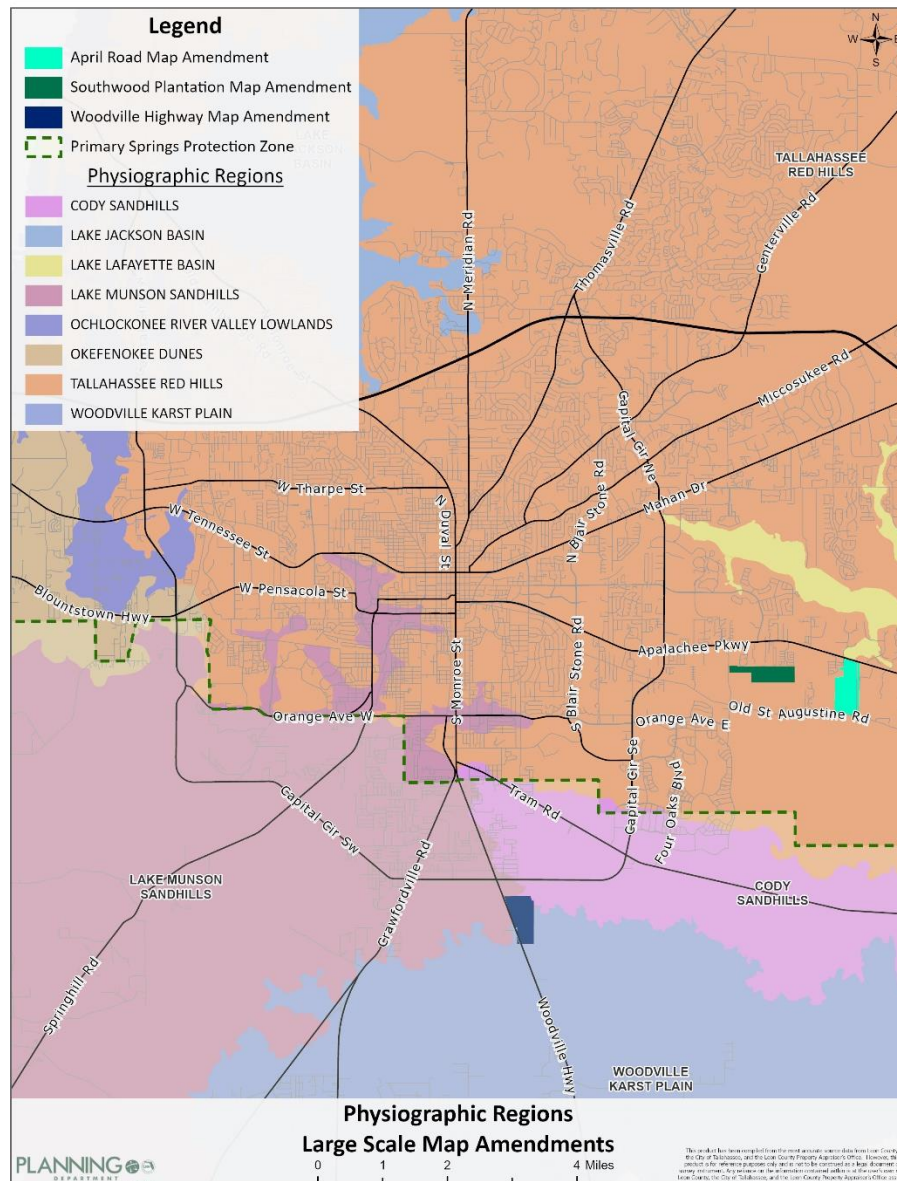 Legend
April Road Map Amendment
Southwood Plantation Map Amendment
Woodville Highway Map Amendment
Primary Springs Protection Zone
Physiographic Regions
CODY SANDHILLS
LAKE JACKSON BASIN
LAKE LAFAYETTE BASIN
LAKE MUNSON SANDHILLS
OCHLOCKONEE RIVER VALLEY LOWLANDS
OKEFENOKEE DUNES
TALLAHASSEE RED HILLS
WOODVILLE KARST PLAIN
N
W E
S
TALLAHASSEE
RED HILLS
N Meridian Rd
Thomasville Rd
Centerville Rd
Miccosukee Rd
Capital Cir Ne
Mahan Dr
N Blair Stone Rd
W Tharpe St
N Duval St
W Tennessee St
W Pensacola St
Blountstown Hwy
S Monroe St
S Blair Stone Rd
Apalachee Pkwy
Orange Ave W
Orange Ave E
Old St Augustine Rd
Capital Cir Se
Four Oaks Blvd
Tram Rd
Capital Cir Sw
Crawfordville Rd
LAKE MUNSON
SANDHILLS
CODY
SANDHILLS
Springhill Rd
Woodville Hwy
WOODVILLE
KARST PLAIN
Physiographic Regions
Large Scale Map Amendments
0 1 2 4 Miles
PLANNING
DEPARTMENT